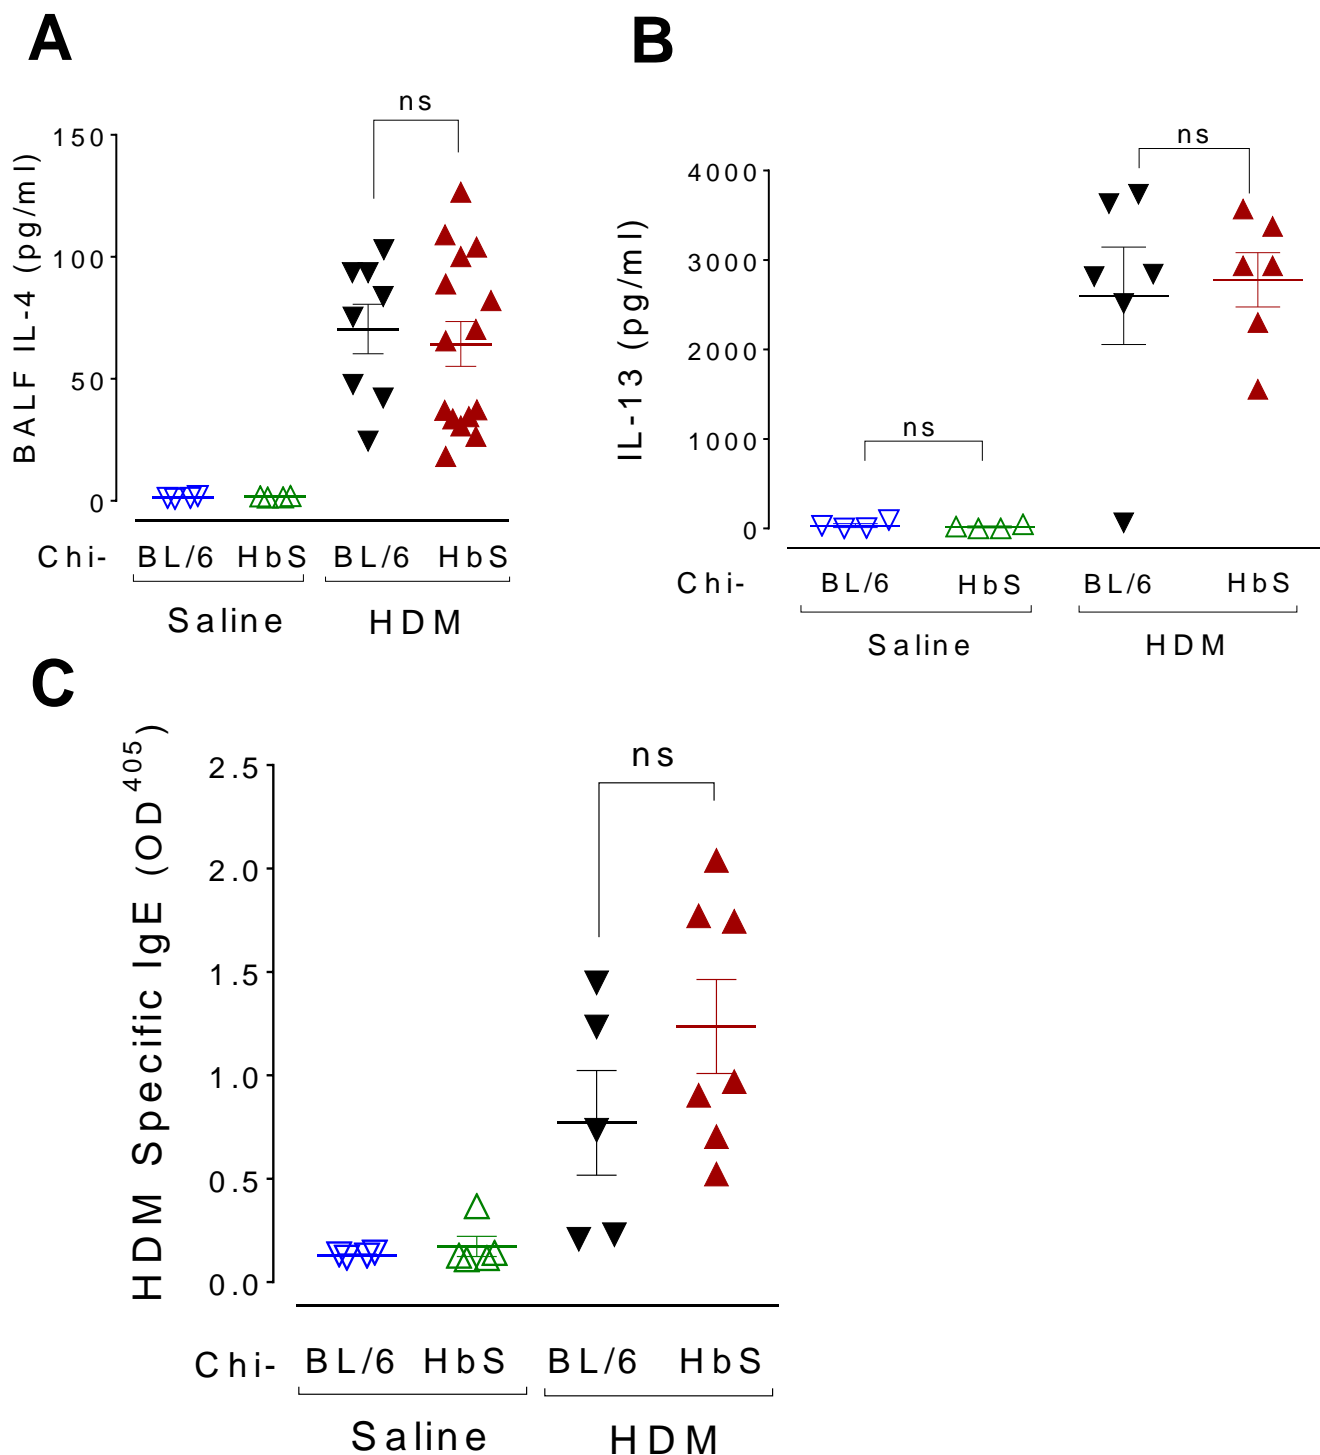 A
BALF IL-4 (pg/ml)
150
100
50
0
ns
Chi- BL/6 HbS BL/6 HbS
Saline HDM
B
IL-13 (pg/ml)
4000
3000
2000
1000
0
ns
ns
Chi- BL/6 HbS BL/6 HbS
Saline HDM
C
HDM Specific IgE (OD405)
2.5
2.0
1.5
1.0
0.5
0.0
ns
Chi- BL/6 HbS BL/6 HbS
Saline HDM